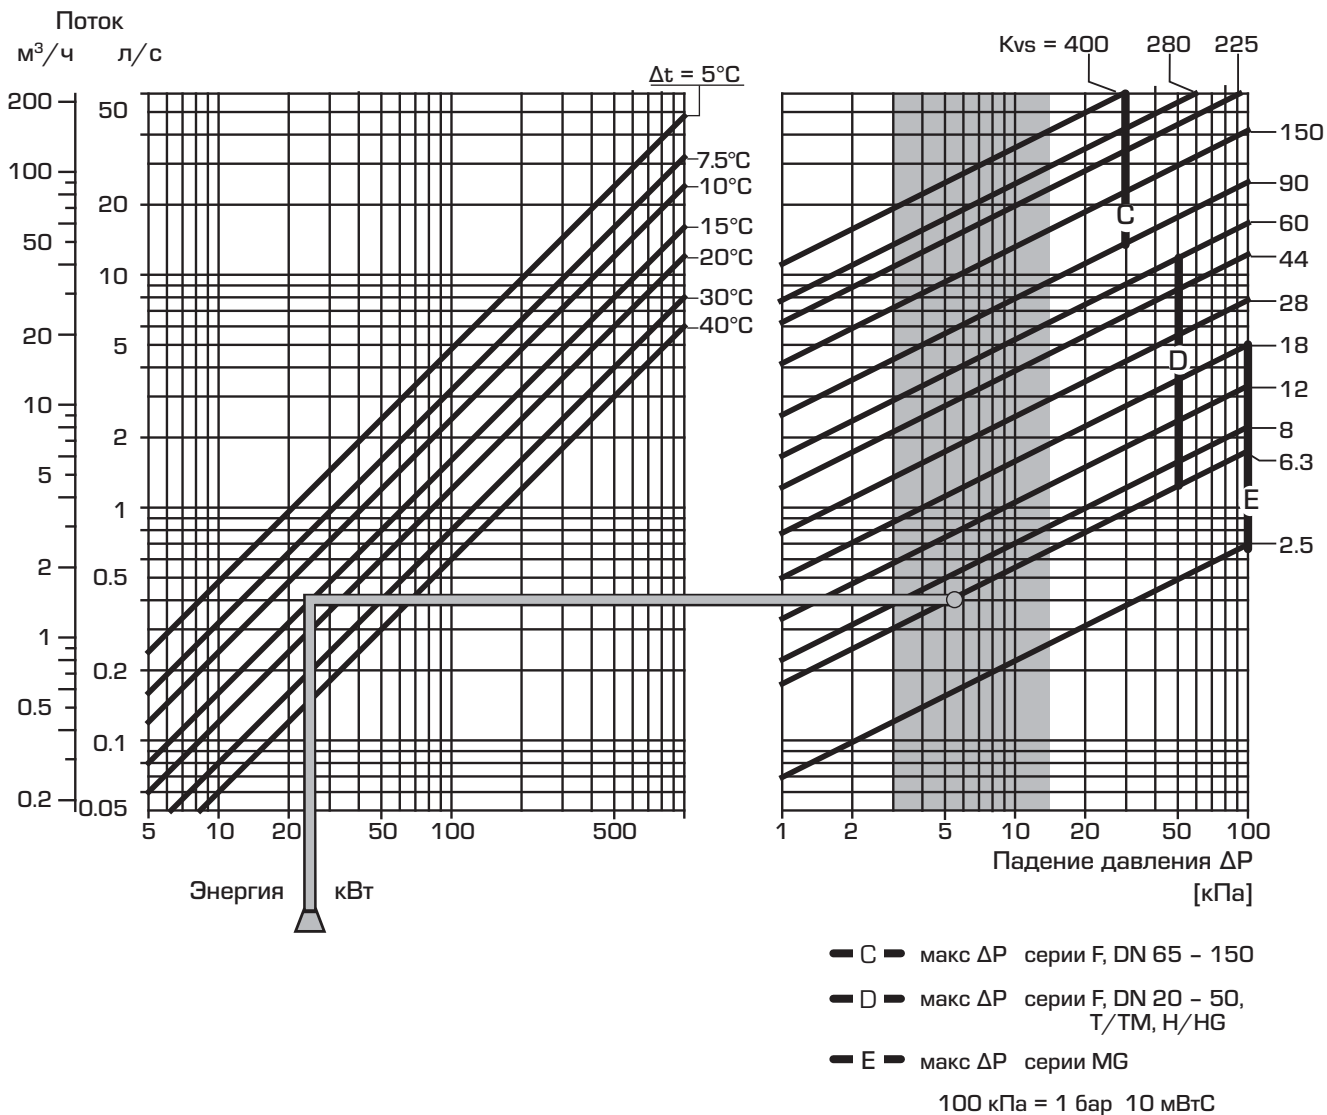 Поток
м³/ч л/с
Kvs = 400 280 225
Δt = 5°C
200
100
50
20
10
5
2
1
0.5
0.2
50
20
10
5
2
1
0.5
0.2
0.1
0.05
7.5°C
10°C
15°C
20°C
30°C
40°C
150
90
60
44
28
18
12
8
6.3
2.5
C
D
E
5 10 20 50 100 500
1 2 5 10 20 50 100
Энергия кВт
Падение давления ΔP
[кПа]
C макс ΔP серии F, DN 65 – 150
D макс ΔP серии F, DN 20 – 50,
T/TM, H/HG
E макс ΔP серии MG
100 кПа = 1 бар 10 мВтС